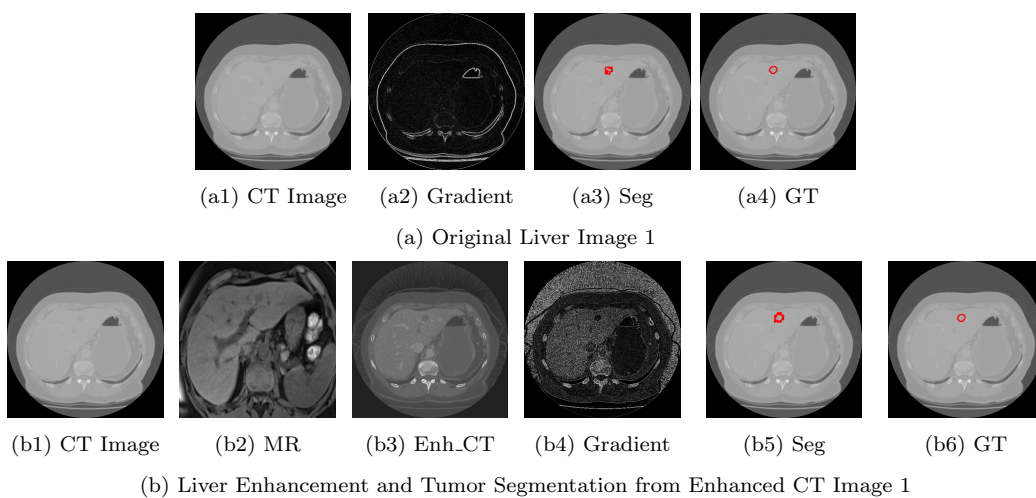 (a1) CT Image (a2) Gradient (a3) Seg (a4) GT
(a) Original Liver Image 1
(b1) CT Image (b2) MR (b3) Enh_CT (b4) Gradient (b5) Seg (b6) GT
(b) Liver Enhancement and Tumor Segmentation from Enhanced CT Image 1